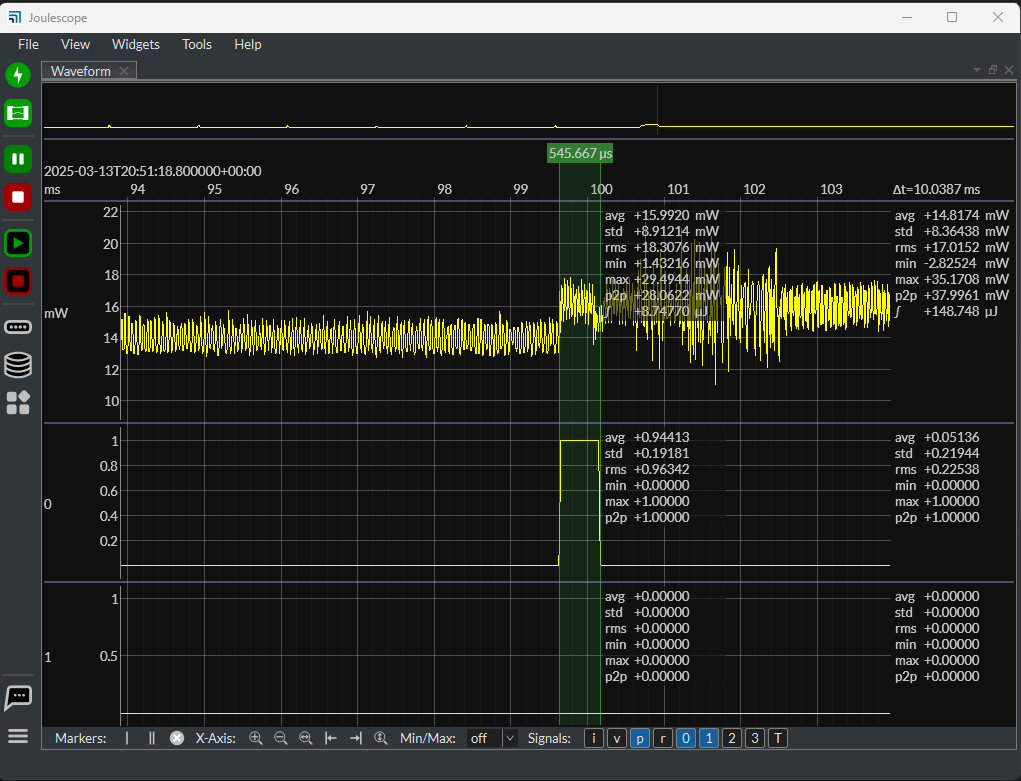 Joulescope
File View Widgets Tools Help
Waveform
545.667 µs
2025-03-13T20:51:18.800000+00:00
ms 94 95 96 97 98 99 100 101 102 103 Δt=10.0387 ms
22
20
18
16
14
12
10
mW
avg +15.9920 mW
std +8.91214 mW
rms +18.3076 mW
min +1.43216 mW
max +29.4944 mW
p2p +28.0622 mW
∫ +8.74770 µJ
avg +14.8174 mW
std +8.36438 mW
rms +17.0152 mW
min -2.82524 mW
max +35.1708 mW
p2p +37.9961 mW
∫ +148.748 µJ
1
0.8
0.6
0.4
0.2
0
avg +0.94413
std +0.19181
rms +0.96342
min +0.00000
max +1.00000
p2p +1.00000
avg +0.05136
std +0.21944
rms +0.22538
min +0.00000
max +1.00000
p2p +1.00000
1
0.5
1
avg +0.00000
std +0.00000
rms +0.00000
min +0.00000
max +0.00000
p2p +0.00000
avg +0.00000
std +0.00000
rms +0.00000
min +0.00000
max +0.00000
p2p +0.00000
Markers: X-Axis: Min/Max: off Signals: i v p r 0 1 2 3 T